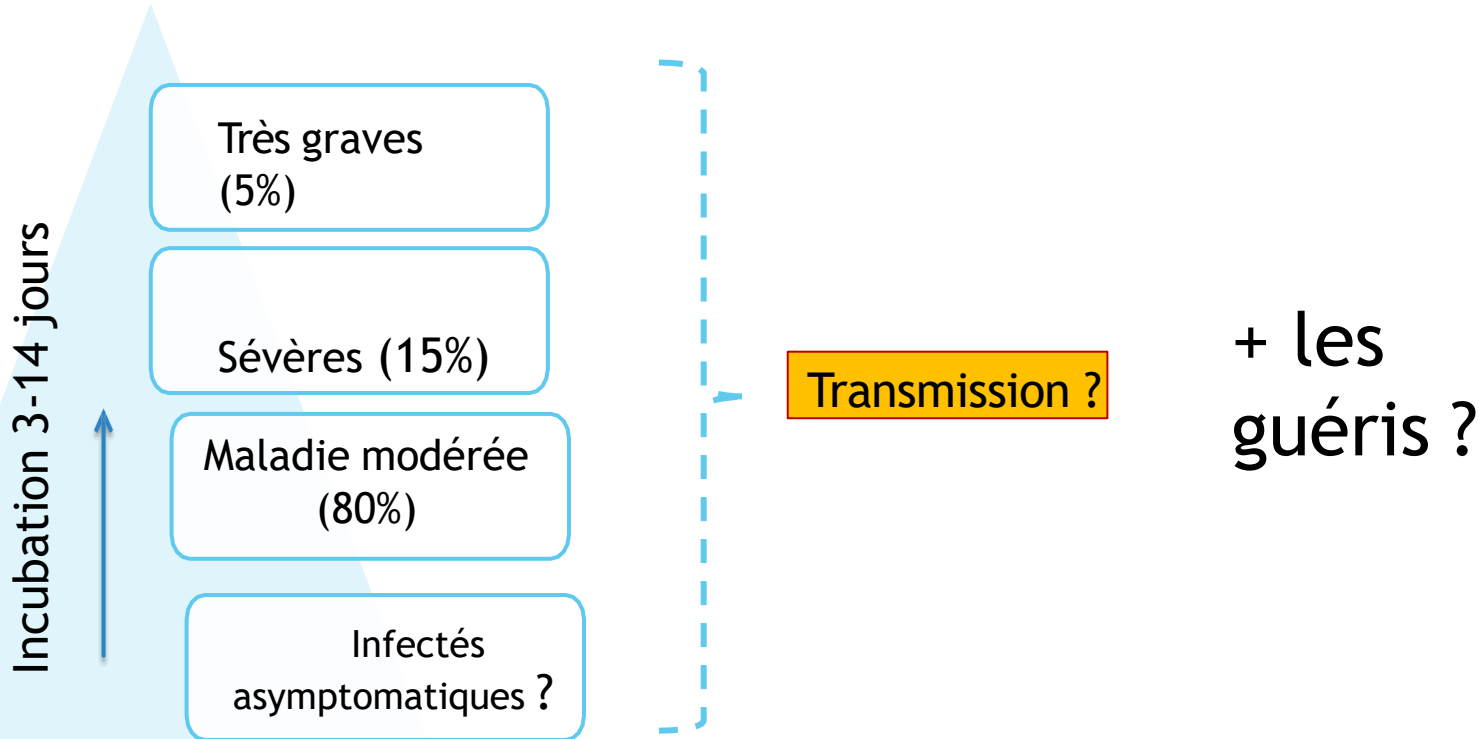 Incubation 3-14 jours
Très graves
(5%)
Sévères (15%)
Maladie modérée
(80%)
Infectés
asymptomatiques ?
Transmission ?
+ les
guéris ?